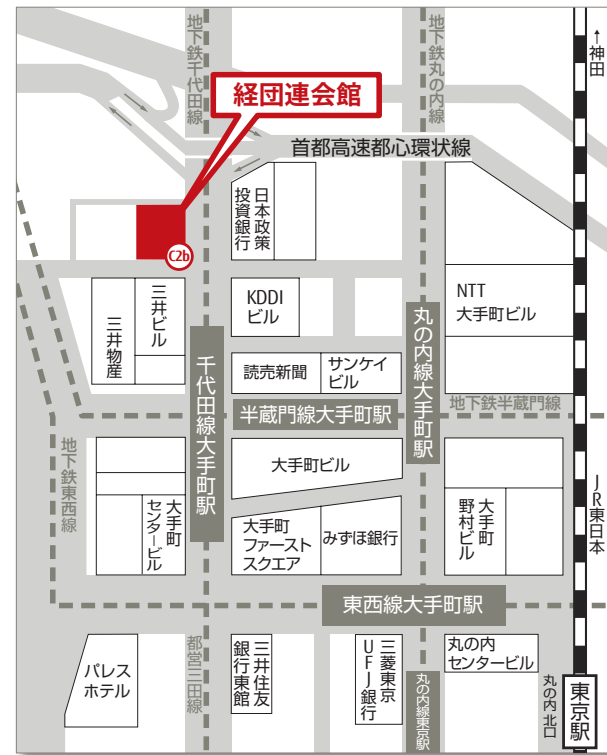 地下鉄千代田線
地下鉄丸の内線
↑神田
経団連会館
首都高速都心環状線
日本政策
投資銀行
C2b
三井ビル
三井物産
KDDI
ビル
NTT
大手町ビル
千代田線大手町駅
丸の内線大手町駅
読売新聞
サンケイ
ビル
半蔵門線大手町駅
地下鉄半蔵門線
地下鉄東西線
大手町ビル
JR東日本
大手町
センタービル
大手町
ファースト
スクエア
みずほ銀行
大手町
野村ビル
東西線大手町駅
パレス
ホテル
都営三田線
三井住友
銀行東館
三菱東京
UFJ銀行
丸の内線東京駅
丸の内
センタービル
丸の内北口
東京駅